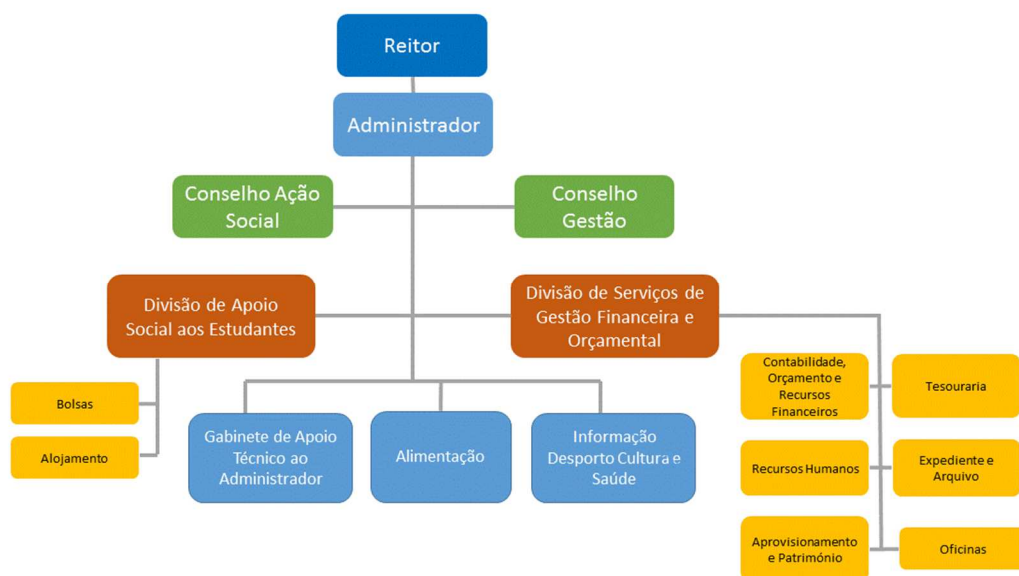 Reitor
Administrador
Conselho Ação
Social
Conselho
Gestão
Divisão de Apoio
Social aos Estudantes
Divisão de Serviços de
Gestão Financeira e
Orçamental
Bolsas
Alojamento
Gabinete de Apoio
Técnico ao
Administrador
Alimentação
Informação
Desporto Cultura e
Saúde
Contabilidade,
Orçamento e
Recursos
Financeiros
Tesouraria
Recursos Humanos
Expediente e
Arquivo
Aprovisionamento
e Património
Oficinas